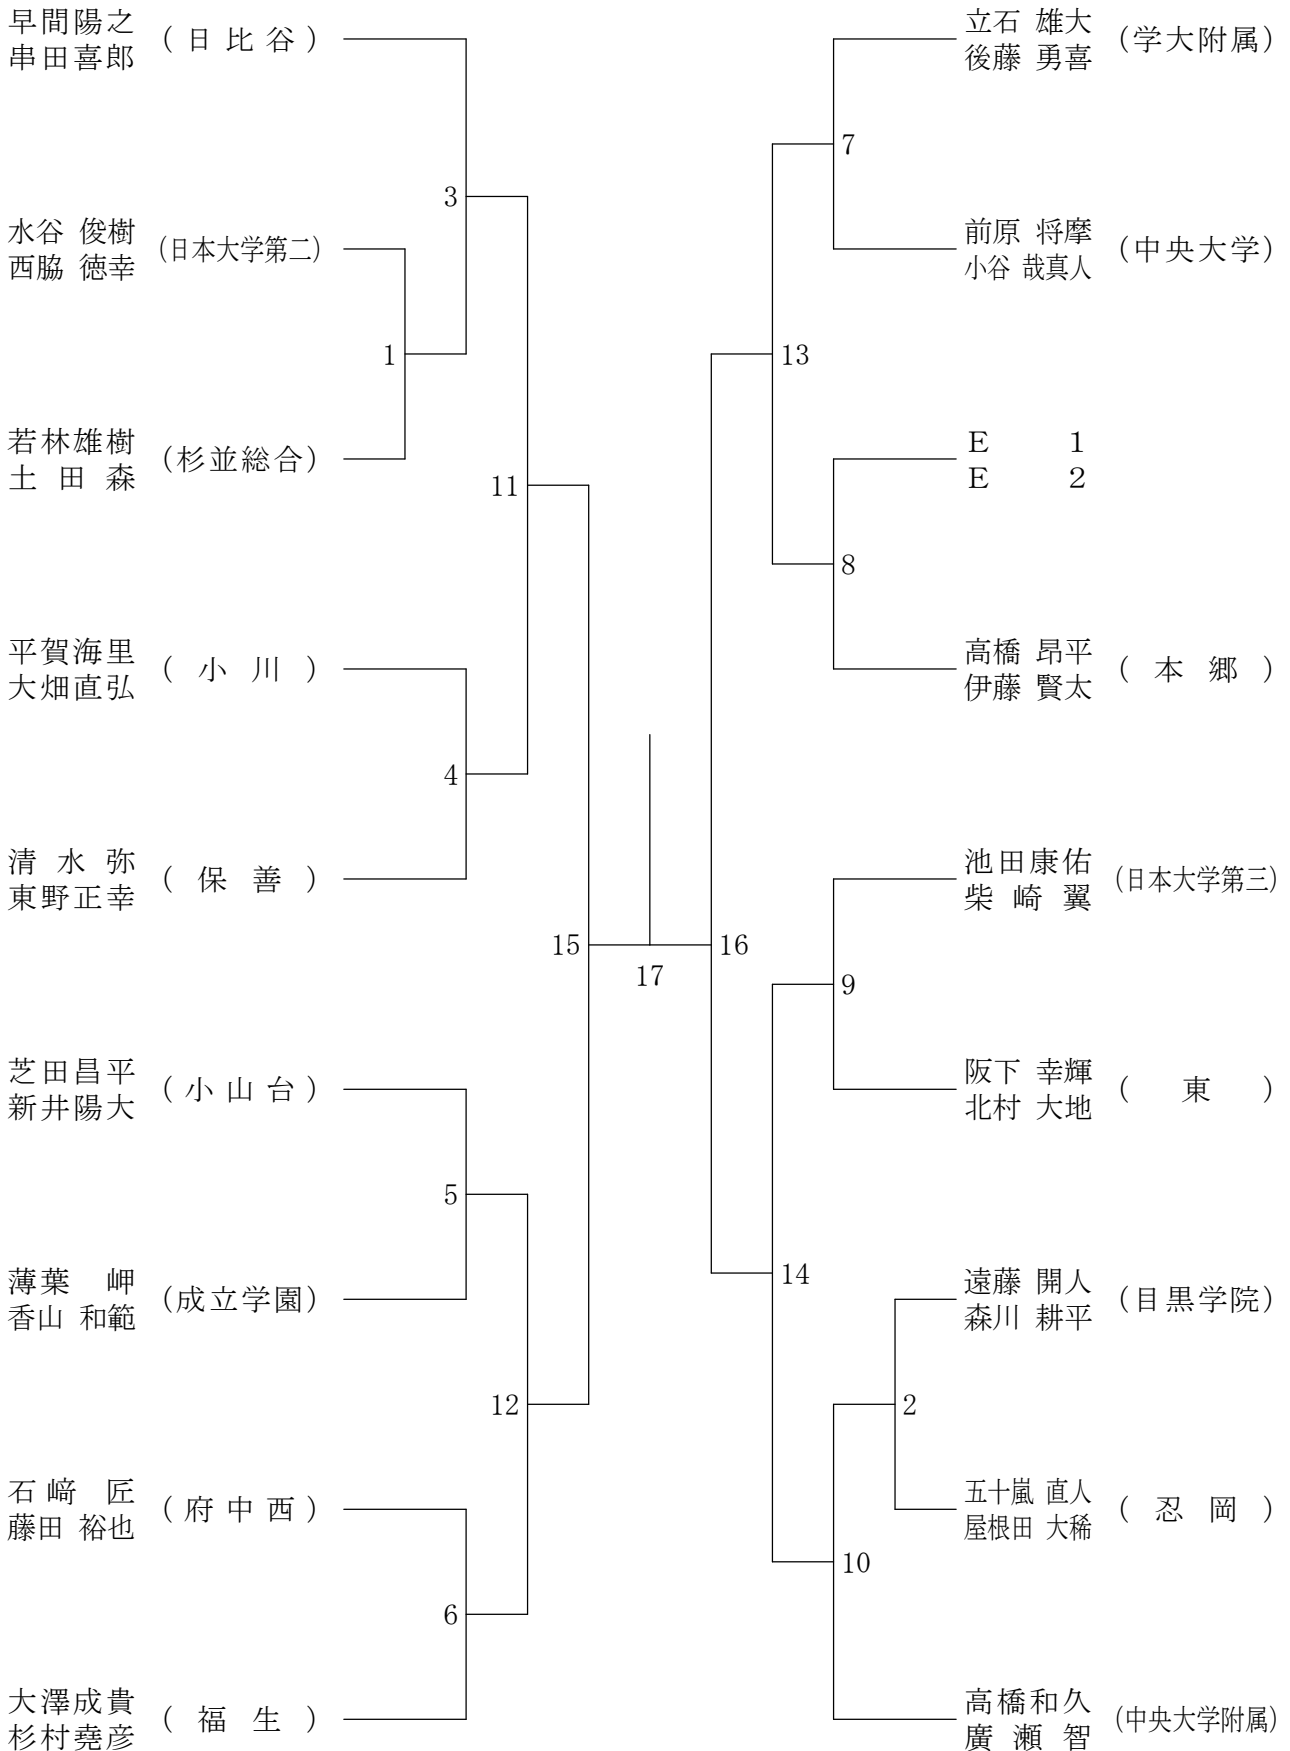 早間陽之
串田喜郎
(日比谷)
3
水谷 俊樹
西脇 徳幸
(日本大学第二)
1
若林雄樹
土田森
(杉並総合)
11
平賀海里
大畑直弘
(小川)
4
清水弥
東野正幸
(保善)
15
17
芝田昌平
新井陽大
(小山台)
5
薄葉 岬
香山 和範
(成立学園)
12
石﨑 匠
藤田 裕也
(府中西)
6
大澤成貴
杉村堯彦
(福生)
立石 雄大
後藤 勇喜
(学大附属)
7
前原 将摩
小谷 哉真人
(中央大学)
13
E 1
E 2
8
高橋 昂平
伊藤 賢太
(本郷)
16
池田康佑
柴崎翼
(日本大学第三)
9
阪下 幸輝
北村 大地
(東)
14
遠藤 開人
森川 耕平
(目黒学院)
2
五十嵐 直人
屋根田 大稀
(忍岡)
10
高橋和久
廣瀬智
(中央大学附属)